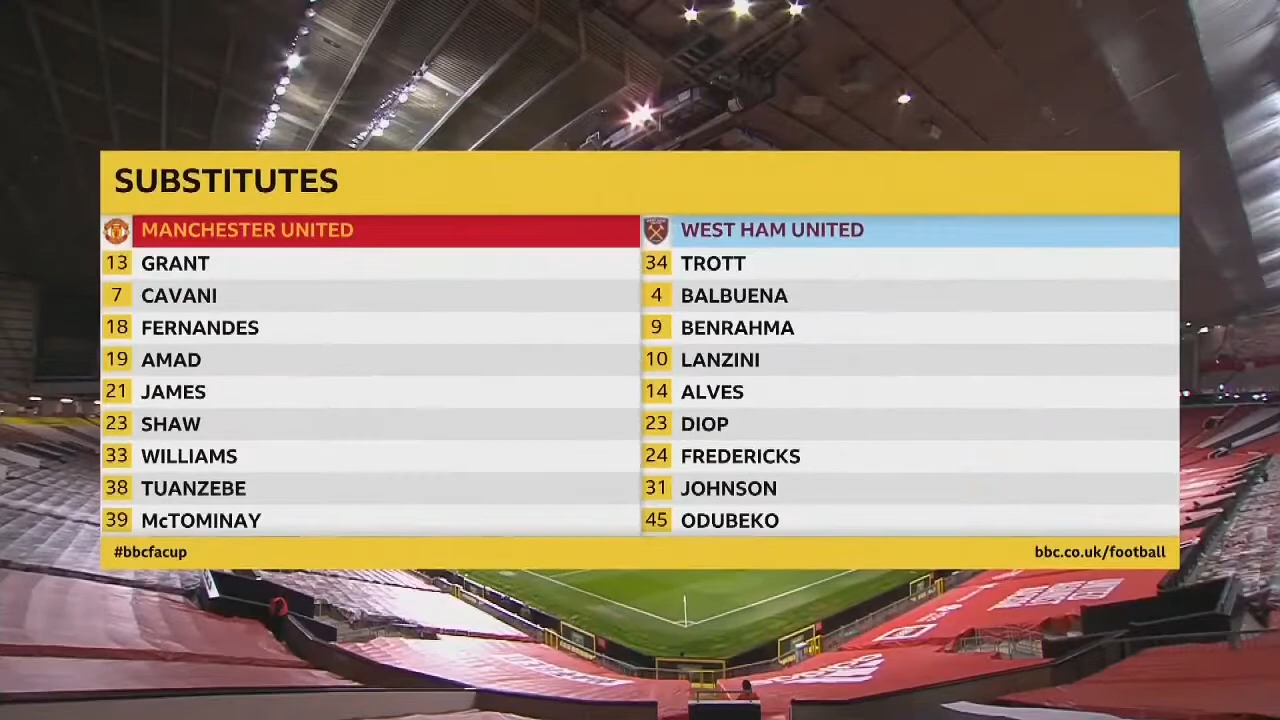 SUBSTITUTES
MANCHESTER UNITED
13 GRANT
7 CAVANI
18 FERNANDES
19 AMAD
21 JAMES
23 SHAW
33 WILLIAMS
38 TUANZEBE
39 McTOMINAY
WEST HAM UNITED
34 TROTT
4 BALBUENA
9 BENRAHMA
10 LANZINI
14 ALVES
23 DIOP
24 FREDERICKS
31 JOHNSON
45 ODUBEKO
#bbcfacup
bbc.co.uk/football